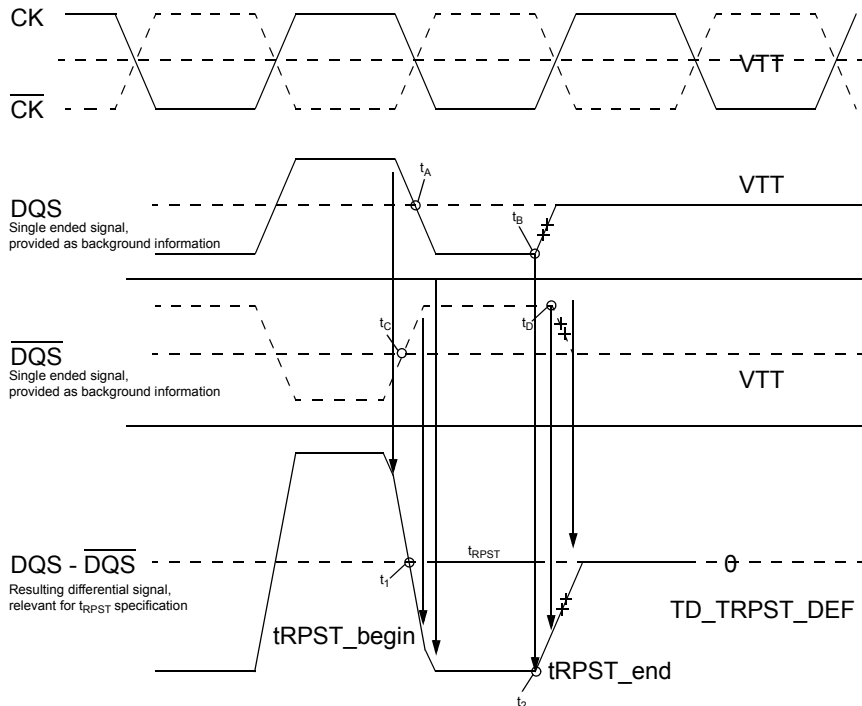 CK
VTT
CK
tA
VTT
DQS
Single ended signal,
provided as background information
tB
tC
tD
DQS
Single ended signal,
provided as background information
VTT
tRPST
DQS - DQS
0
t1
Resulting differential signal,
relevant for tRPST specification
TD_TRPST_DEF
tRPST_begin
tRPST_end
t2